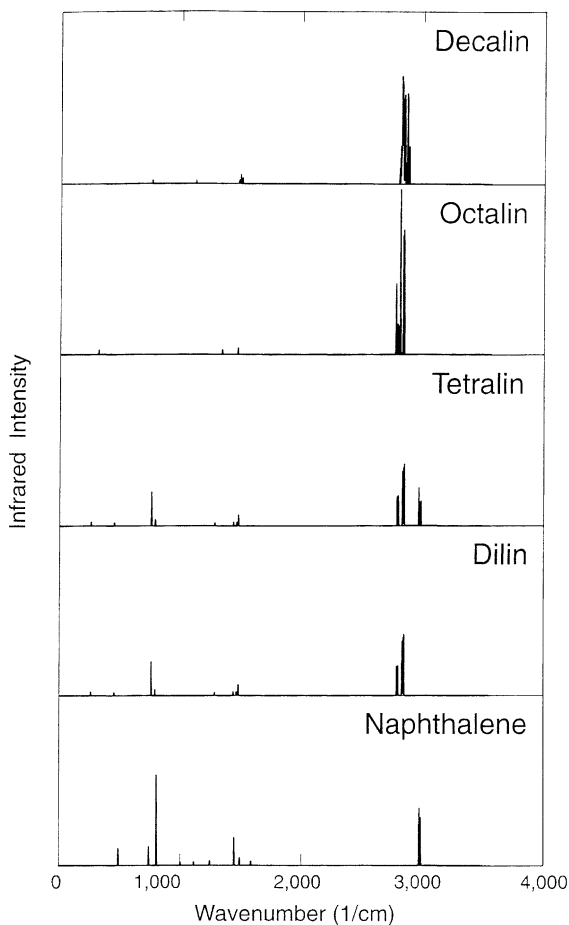 Decalin
Octalin
Tetralin
Dilin
Naphthalene
Infrared Intensity
0 1,000 2,000 3,000 4,000
Wavenumber (1/cm)